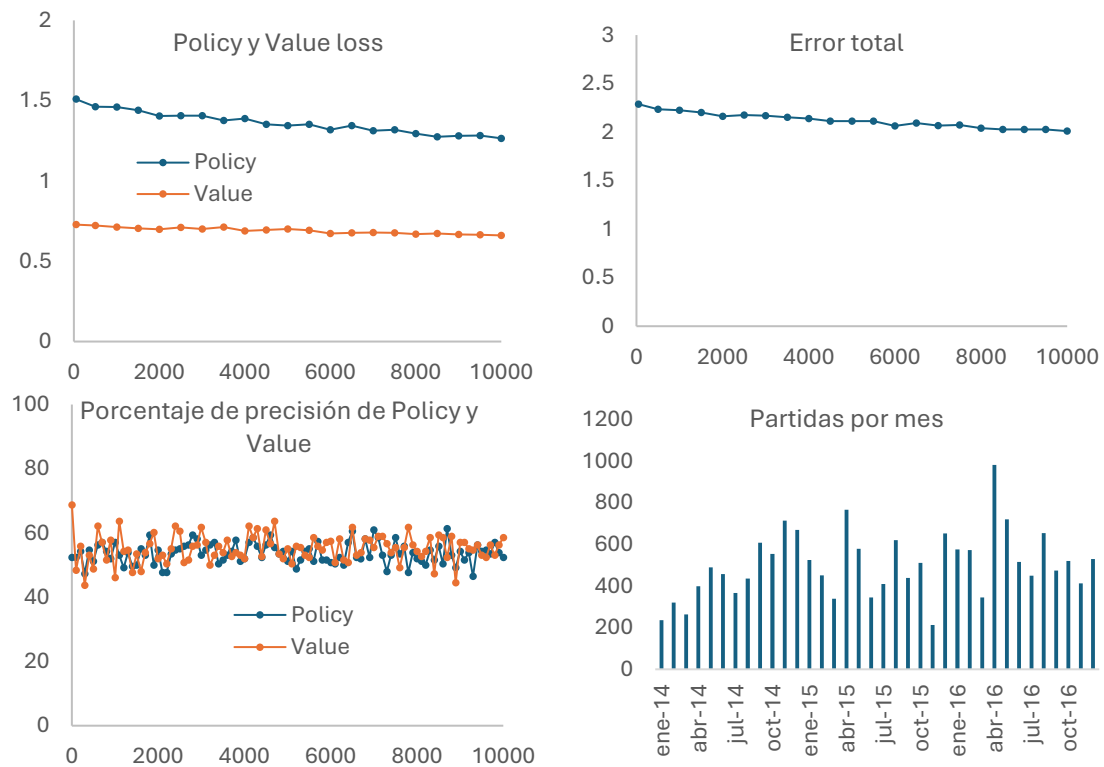 Policy y Value loss
2
1.5
1
0.5
0
Policy
Value
0 2000 4000 6000 8000 10000
Error total
3
2.5
2
1.5
1
0.5
0
0 2000 4000 6000 8000 10000
Porcentaje de precisión de Policy y
Value
100
80
60
40
20
0
Policy
Value
0 2000 4000 6000 8000 10000
Partidas por mes
1200
1000
800
600
400
200
0
ene-14
abr-14
jul-14
oct-14
ene-15
abr-15
jul-15
oct-15
ene-16
abr-16
jul-16
oct-16